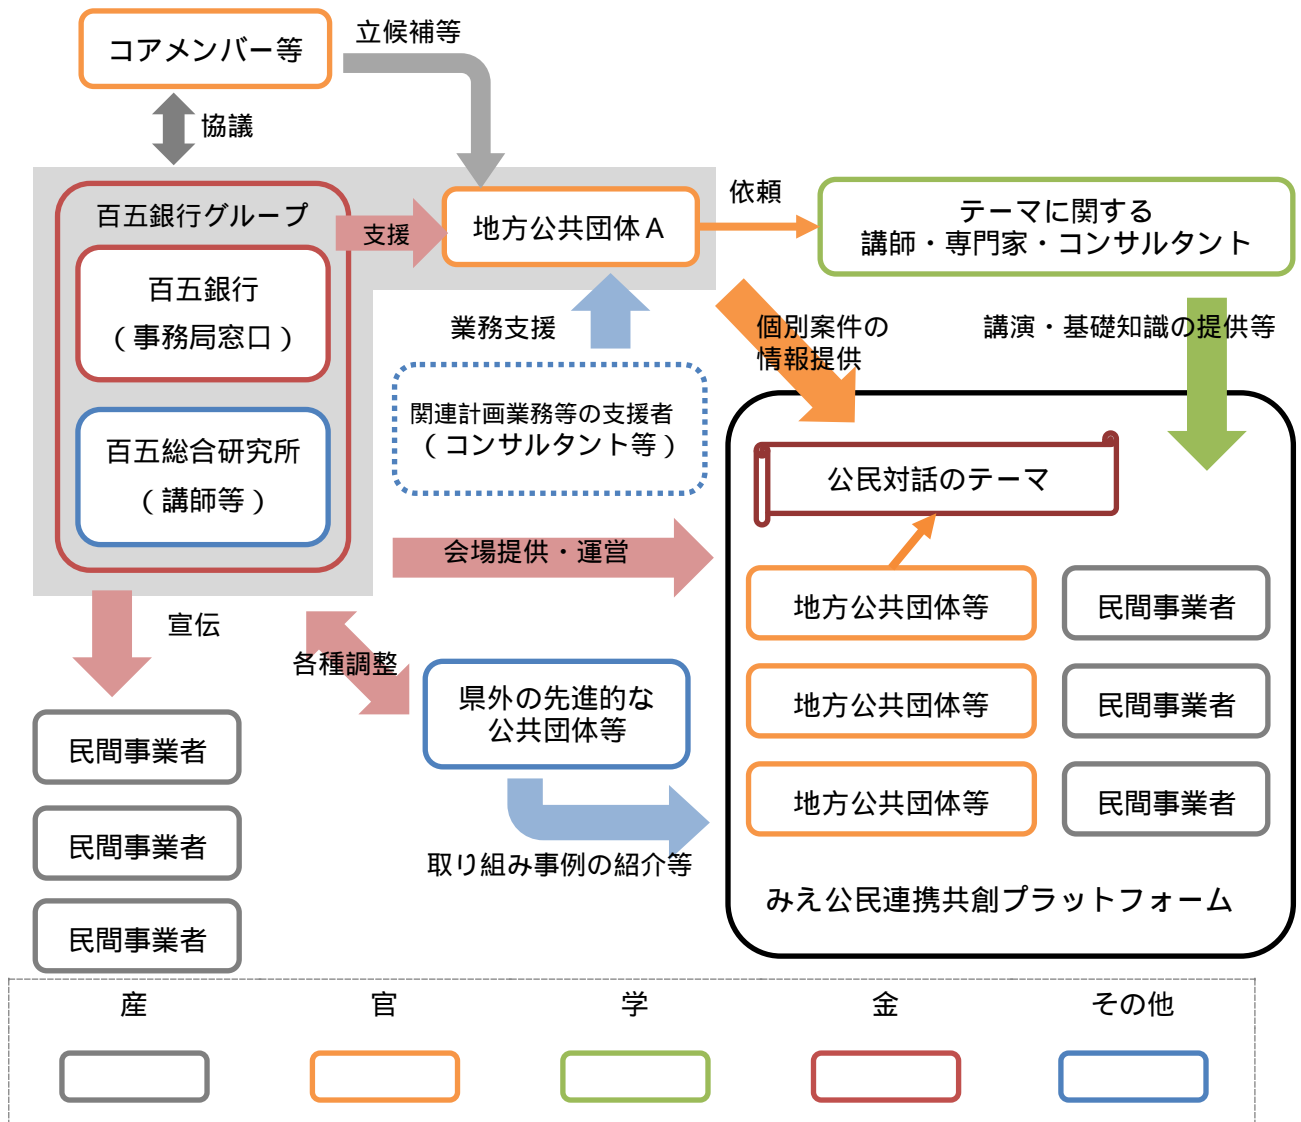 コアメンバー等
立候補等
協議
百五銀行グループ
支援
地方公共団体A
依頼
テーマに関する
講師・専門家・コンサルタント
百五銀行
（事務局窓口）
業務支援
個別案件の
情報提供
講演・基礎知識の提供等
関連計画業務等の支援者
（コンサルタント等）
百五総合研究所
（講師等）
公民対話のテーマ
会場提供・運営
宣伝
各種調整
県外の先進的な
公共団体等
地方公共団体等
民間事業者
地方公共団体等
民間事業者
地方公共団体等
民間事業者
民間事業者
民間事業者
民間事業者
取り組み事例の紹介等
みえ公民連携共創プラットフォーム
産
官
学
金
その他